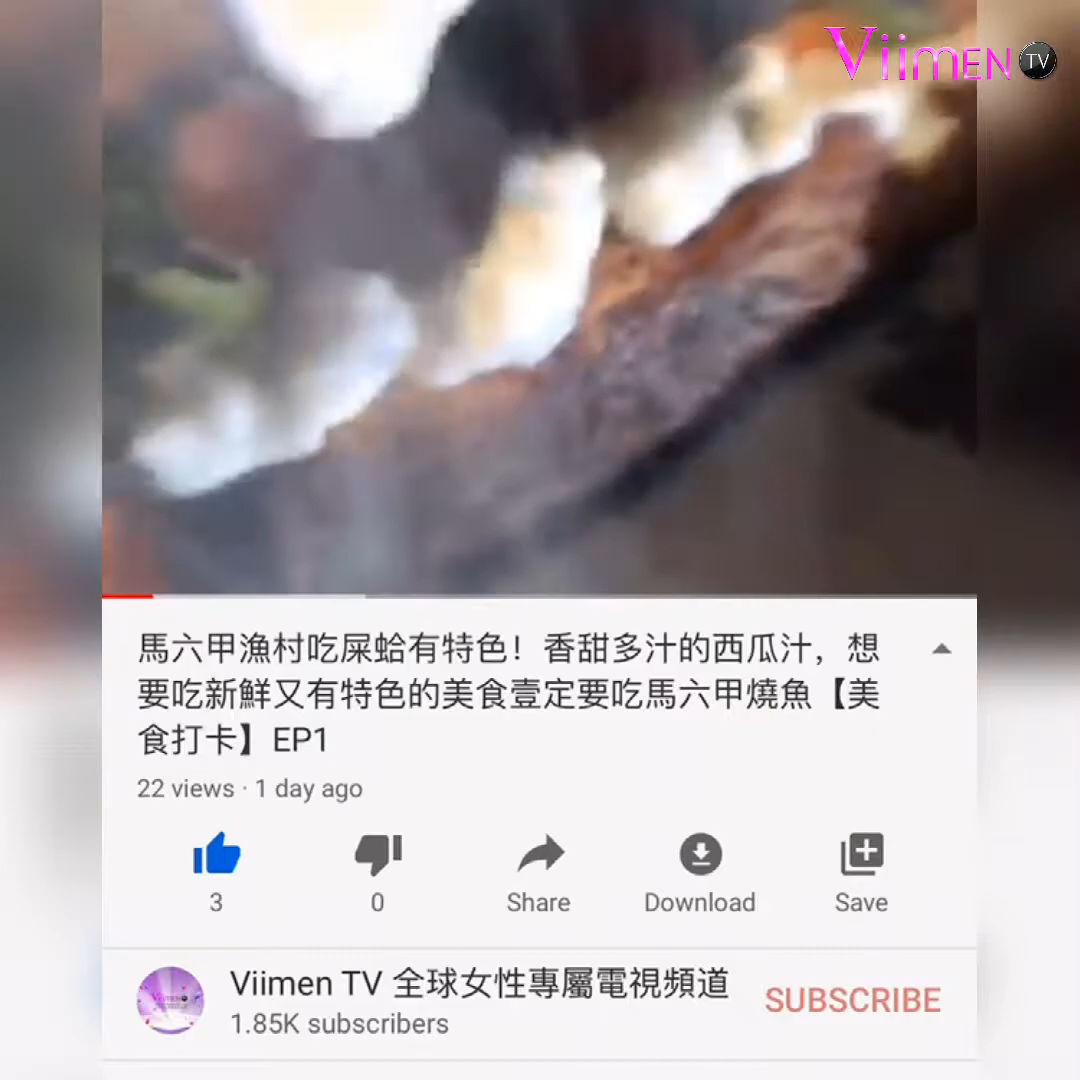 Viimen TV
馬六甲漁村吃屎蛤有特色！香甜多汁的西瓜汁，想
要吃新鮮又有特色的美食壹定要吃馬六甲燒魚【美
食打卡】EP1
22 views · 1 day ago
3
0
Share
Download
Save
Viimen TV 全球女性專屬電視頻道
1.85K subscribers
SUBSCRIBE